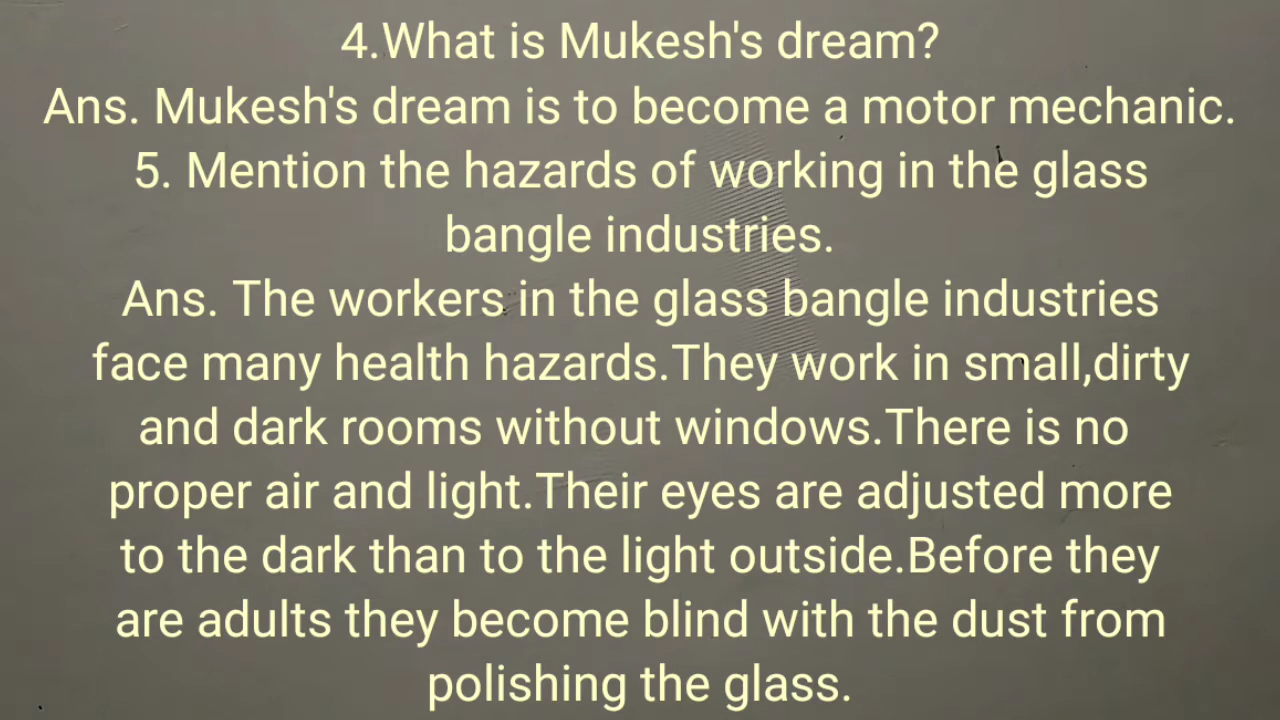 4.What is Mukesh's dream?
Ans. Mukesh's dream is to become a motor mechanic.
5. Mention the hazards of working in the glass
bangle industries.
Ans. The workers in the glass bangle industries
face many health hazards.They work in small,dirty
and dark rooms without windows.There is no
proper air and light.Their eyes are adjusted more
to the dark than to the light outside.Before they
are adults they become blind with the dust from
polishing the glass.